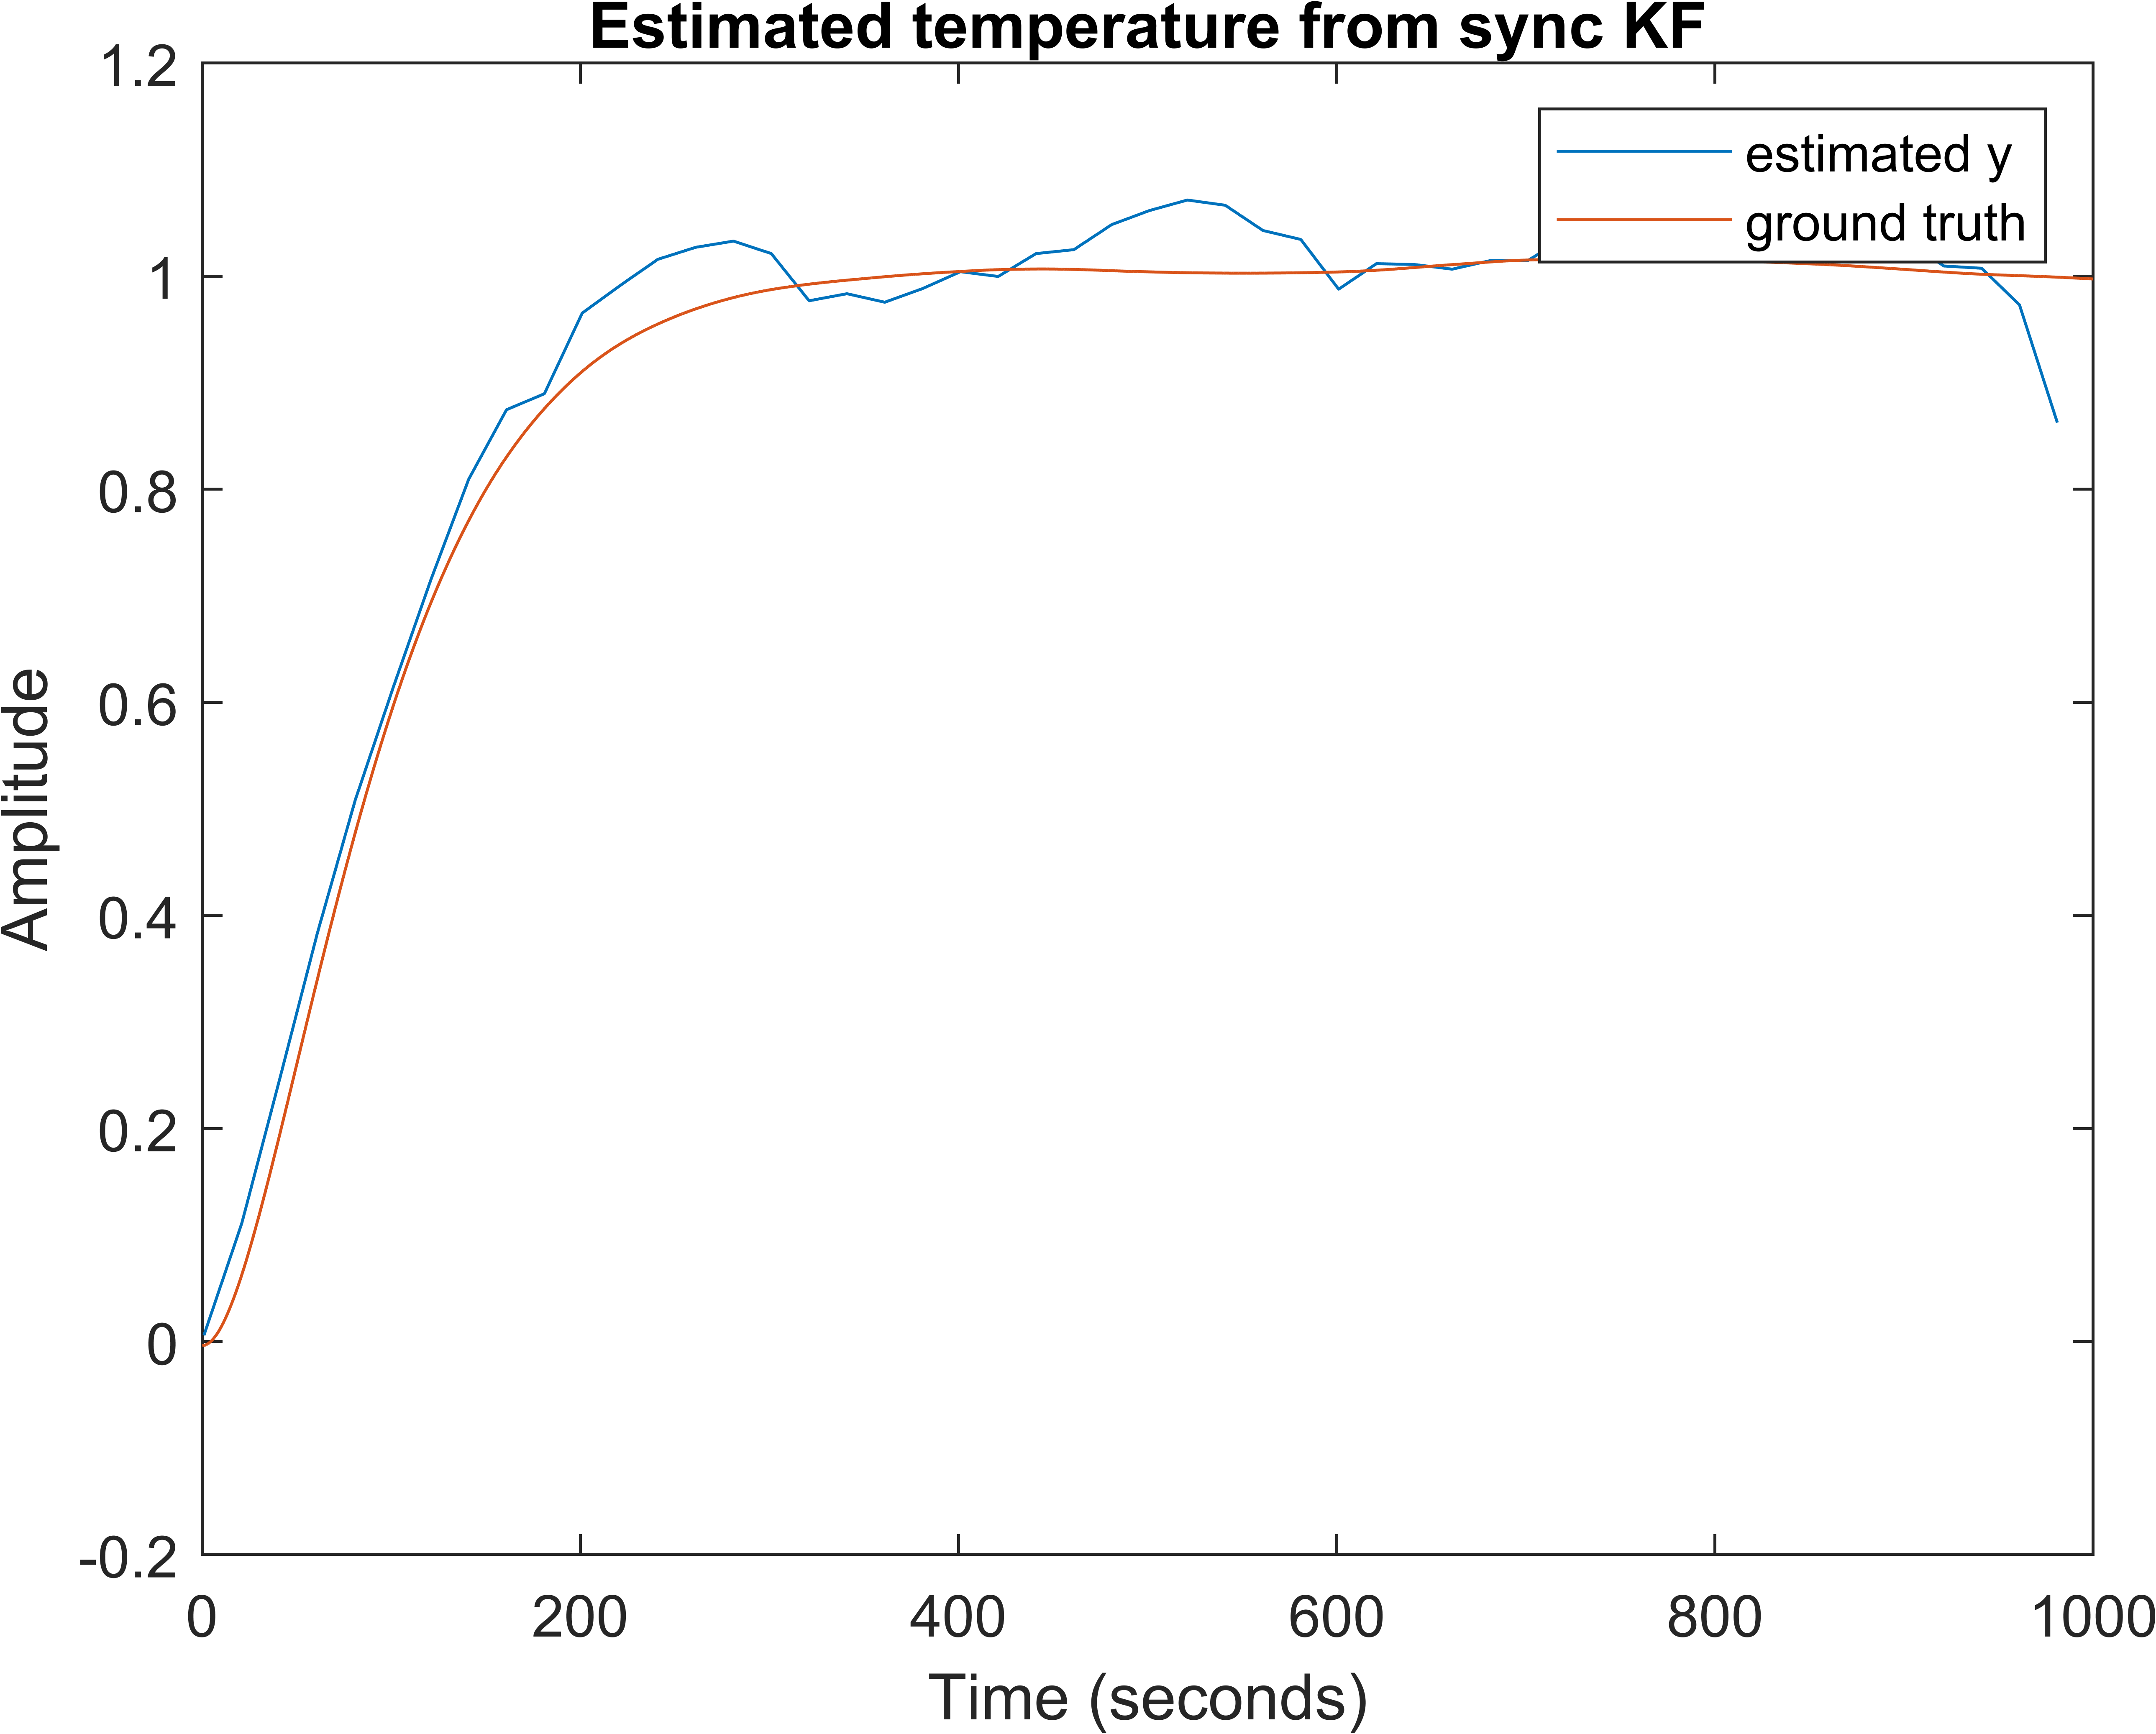 Estimated temperature from sync KF
1.2
1
0.8
0.6
0.4
0.2
0
-0.2
Amplitude
estimated y
ground truth
0 200 400 600 800 1000
Time (seconds)